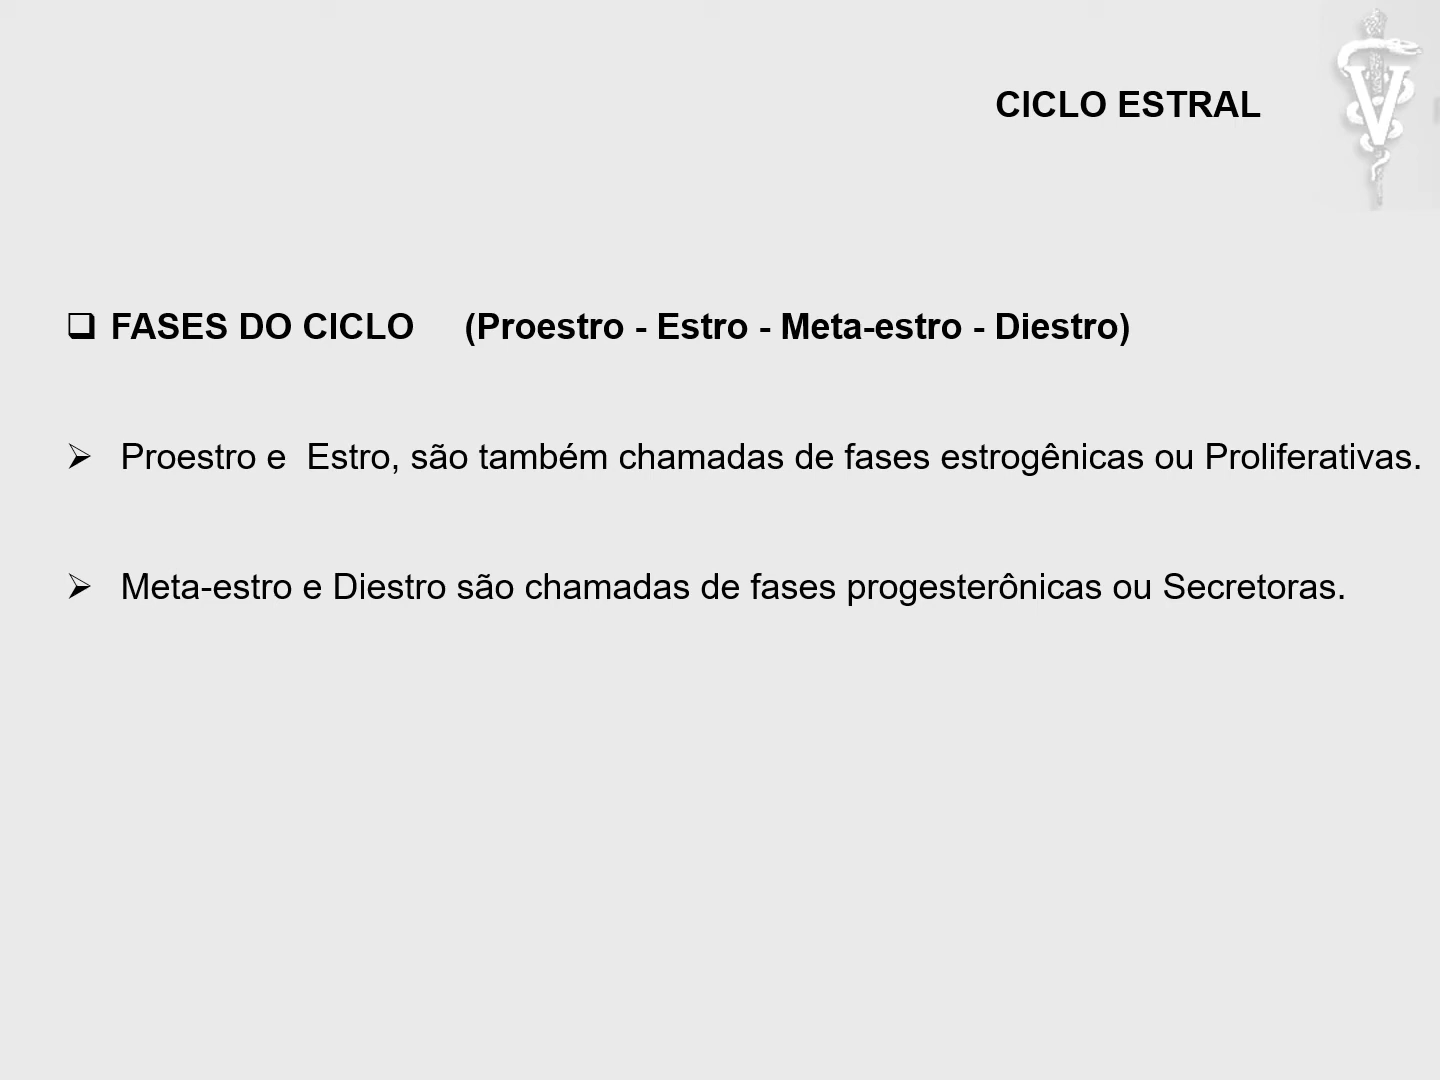 CICLO ESTRAL
❑ FASES DO CICLO (Proestro - Estro - Meta-estro - Diestro)
➢ Proestro e Estro, são também chamadas de fases estrogênicas ou Proliferativas.
➢ Meta-estro e Diestro são chamadas de fases progesterônicas ou Secretoras.
V